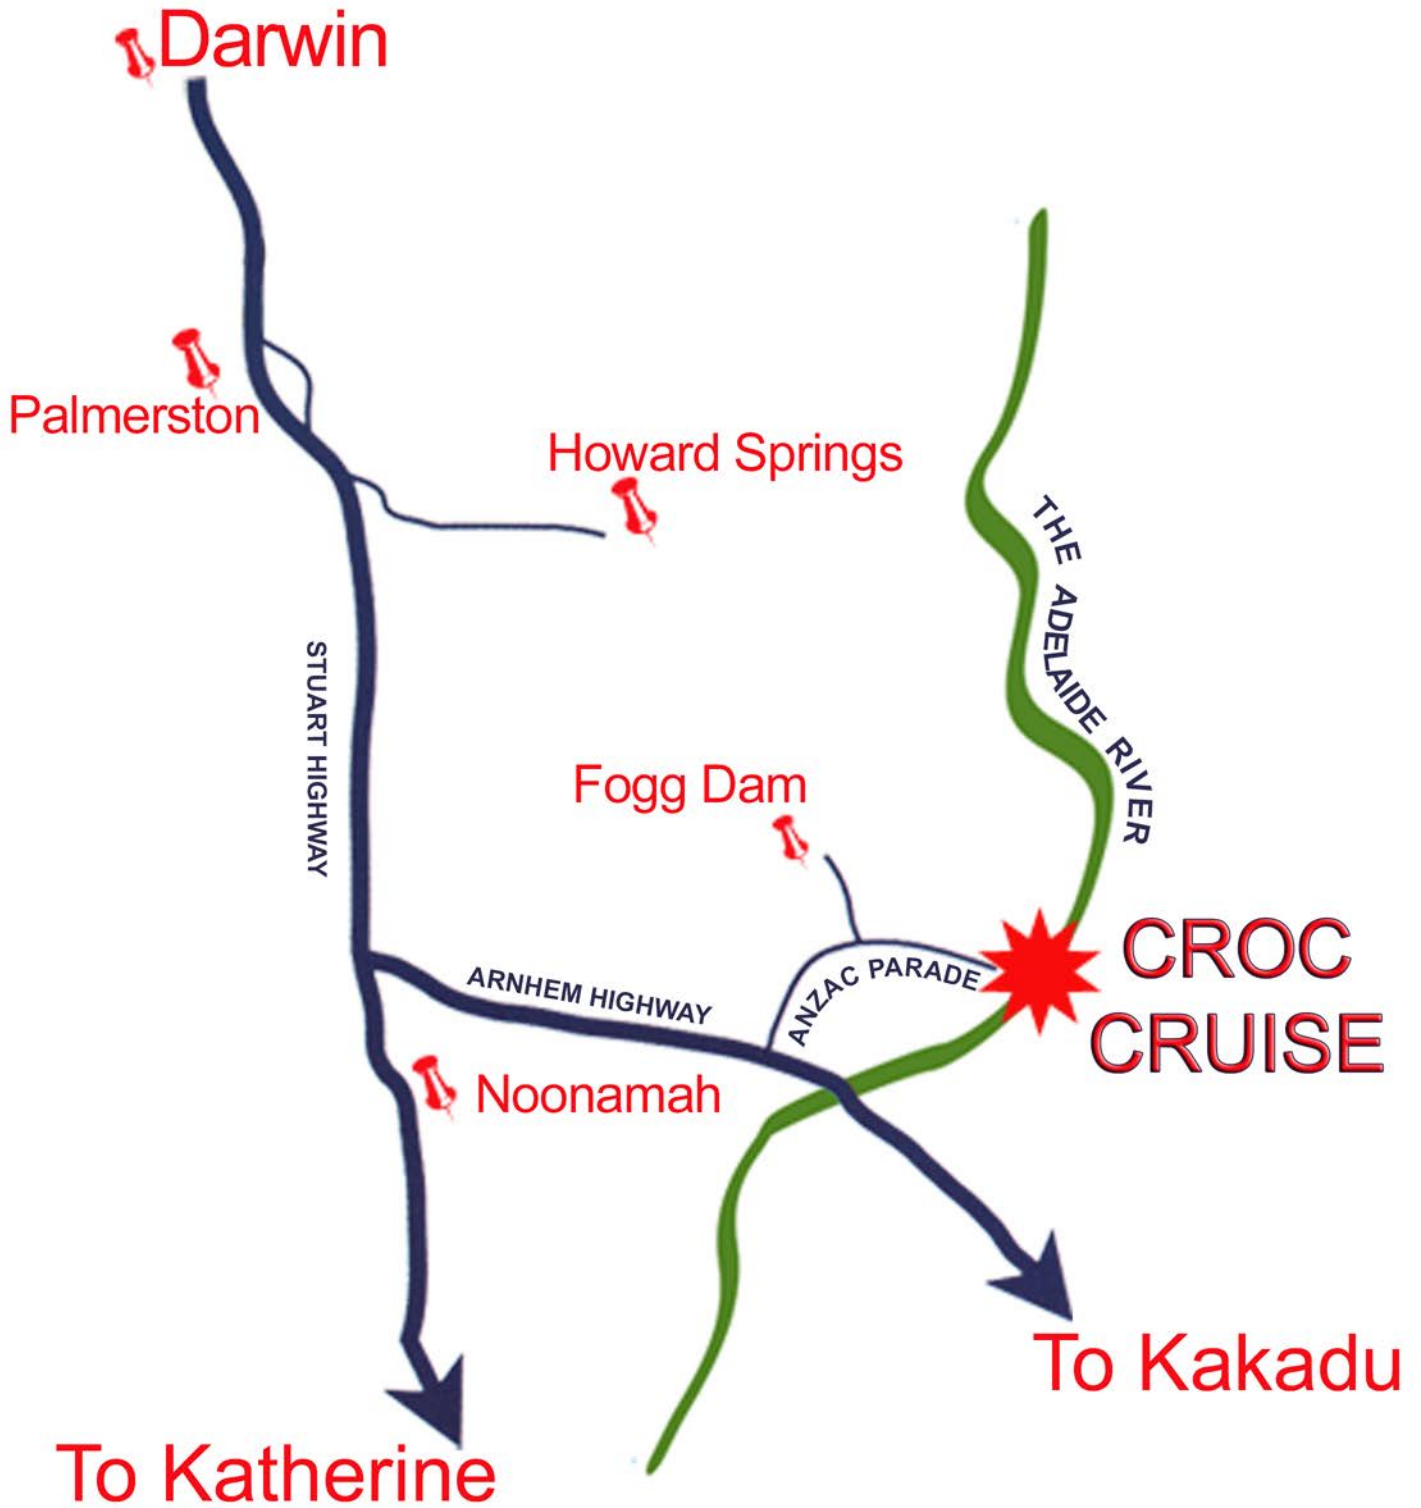 Darwin
Palmerston
Howard Springs
THE ADELAIDE RIVER
STUART HIGHWAY
Fogg Dam
CROC
CRUISE
ANZAC PARADE
ARNHEM HIGHWAY
Noonamah
To Kakadu
To Katherine